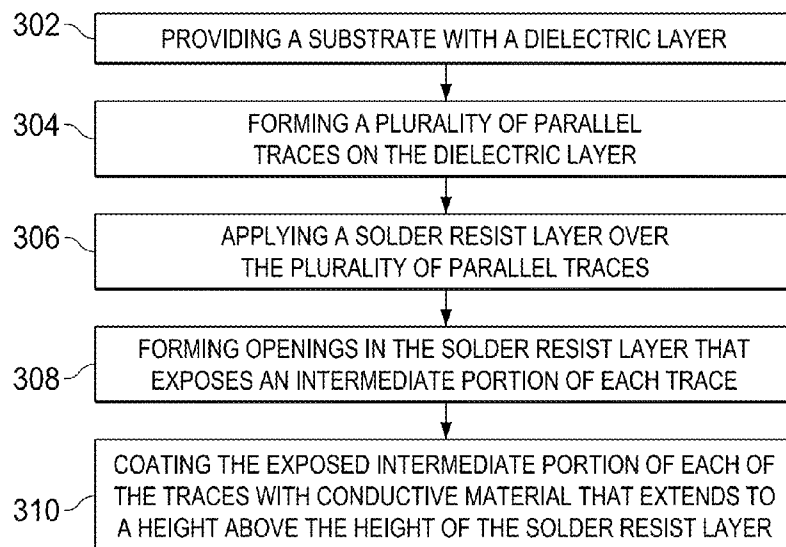 302
PROVIDING A SUBSTRATE WITH A DIELECTRIC LAYER
304
FORMING A PLURALITY OF PARALLEL
TRACES ON THE DIELECTRIC LAYER
306
APPLYING A SOLDER RESIST LAYER OVER
THE PLURALITY OF PARALLEL TRACES
308
FORMING OPENINGS IN THE SOLDER RESIST LAYER THAT
EXPOSES AN INTERMEDIATE PORTION OF EACH TRACE
310
COATING THE EXPOSED INTERMEDIATE PORTION OF EACH OF
THE TRACES WITH CONDUCTIVE MATERIAL THAT EXTENDS TO
A HEIGHT ABOVE THE HEIGHT OF THE SOLDER RESIST LAYER